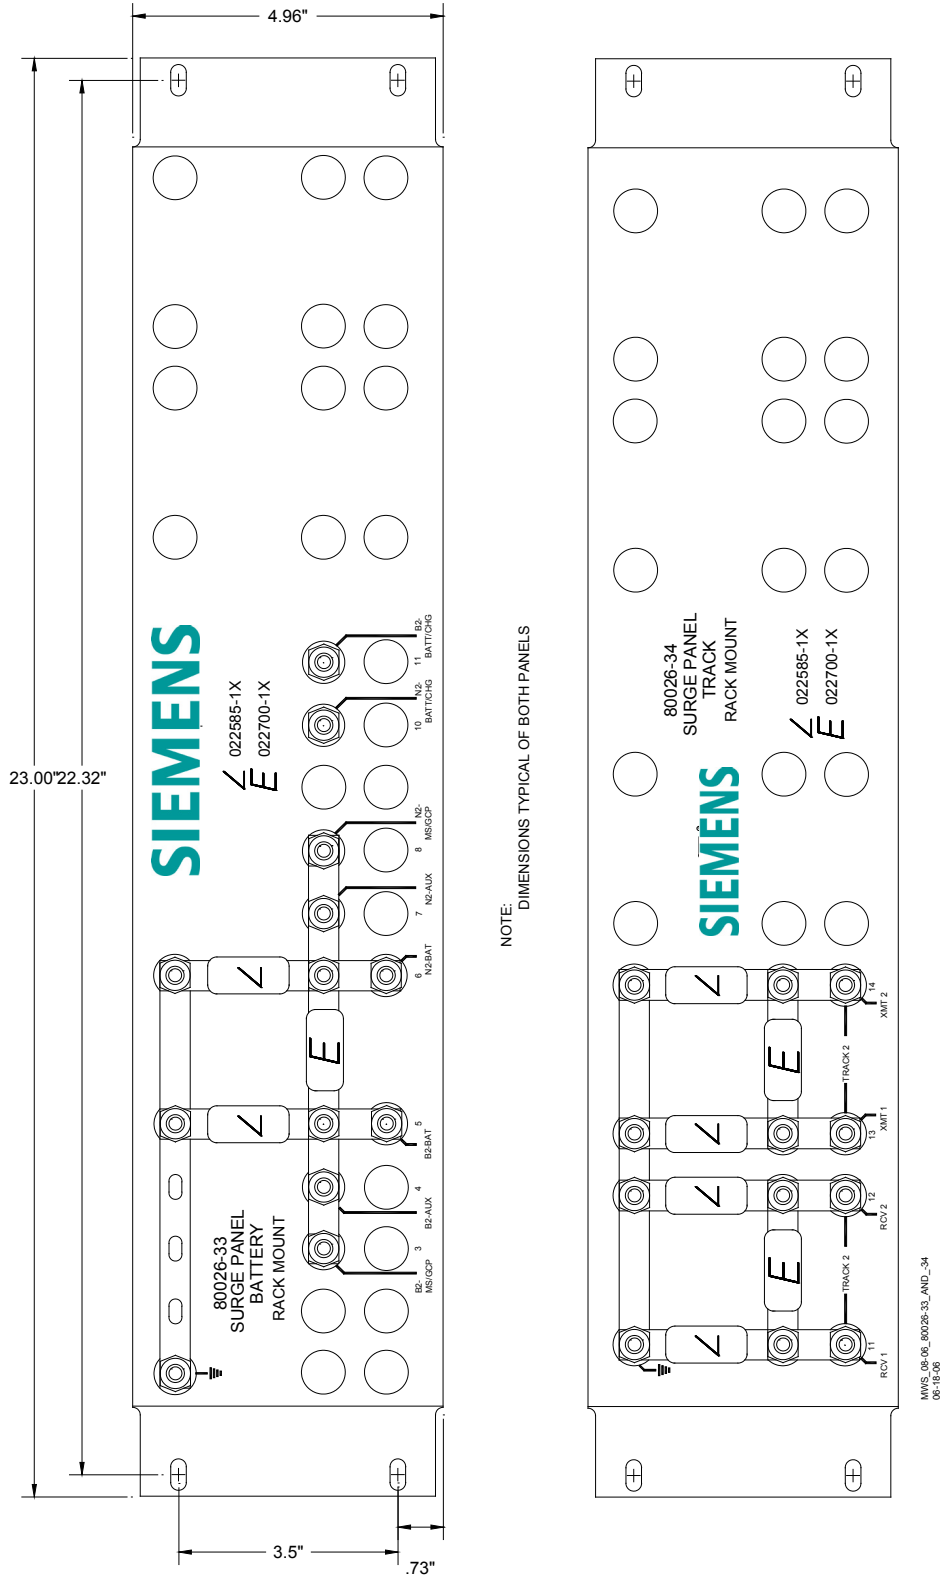 4.96"
23.00"
22.32"
3.5"
.73"
SIEMENS
022585-1X
E 022700-1X
B2-
BATT/CHG
11
N2-
BATT/CHG
10
N2-
MS/GCP
8
N2-AUX
7
N2-BAT
6
E
5
B2-BAT
4
B2-AUX
3
B2-
MS/GCP
80026-33
SURGE PANEL
BATTERY
RACK MOUNT
NOTE:
DIMENSIONS TYPICAL OF BOTH PANELS
80026-34
SURGE PANEL
TRACK
RACK MOUNT
022585-1X
E 022700-1X
SIEMENS
14
XMT 2
TRACK 2
E
XMT 1
13
12
RCV 2
TRACK 2
E
11
RCV 1
MWS_08-06_80026-33_AND_-34
06-18-06